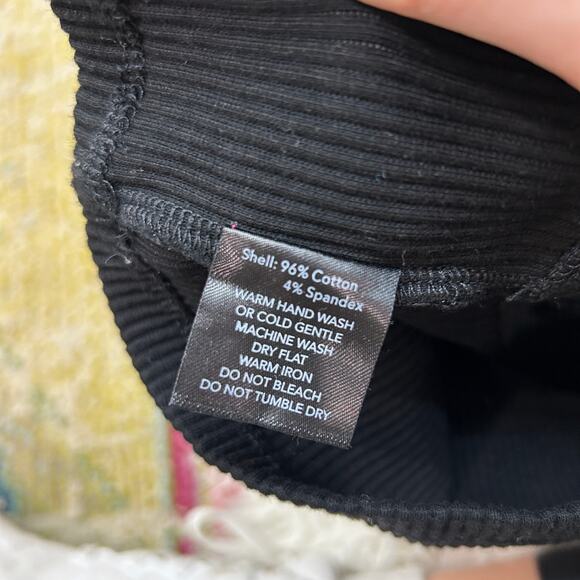 Shell: 96% Cotton
4% Spandex
WARM HAND WASH
OR COLD GENTLE
MACHINE WASH
DRY FLAT
WARM IRON
DO NOT BLEACH
DO NOT TUMBLE DRY